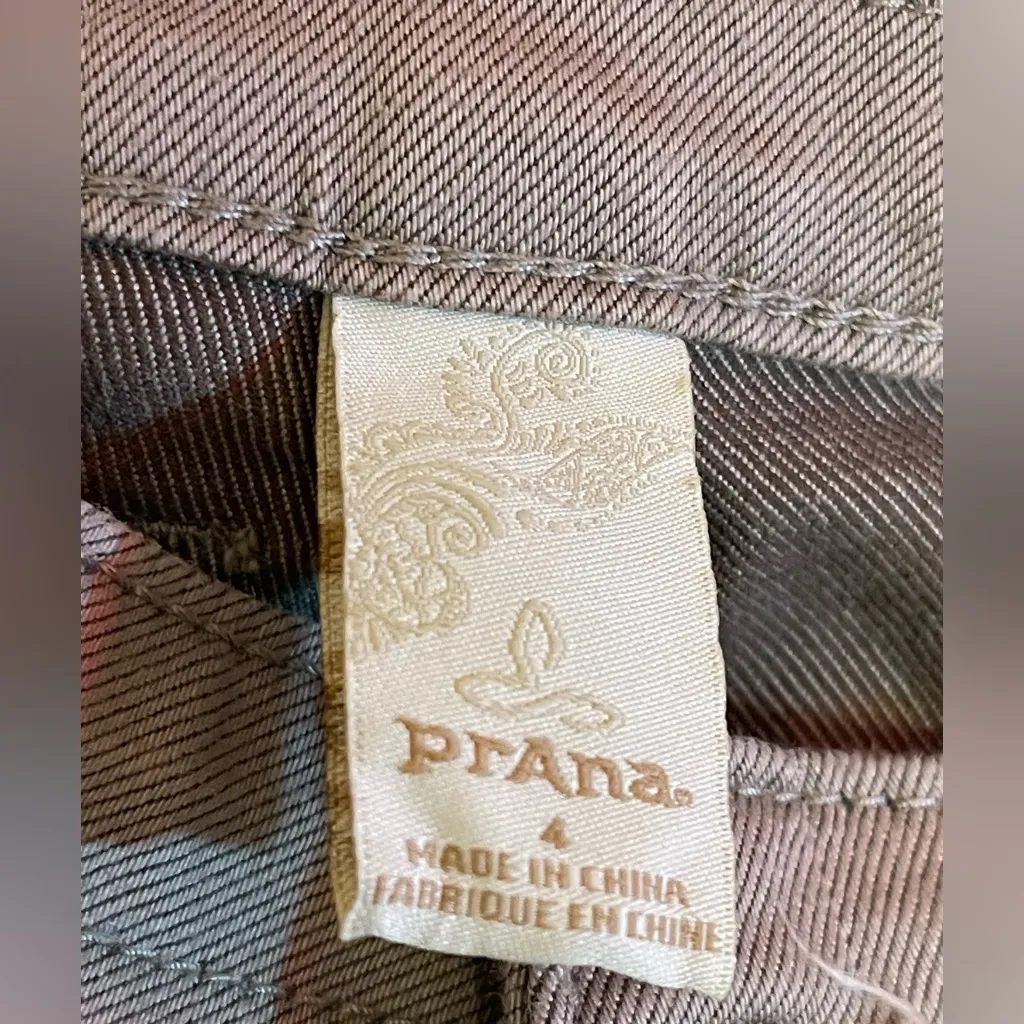 prAna®
4
MADE IN CHINA
FABRIQUE EN CHINE